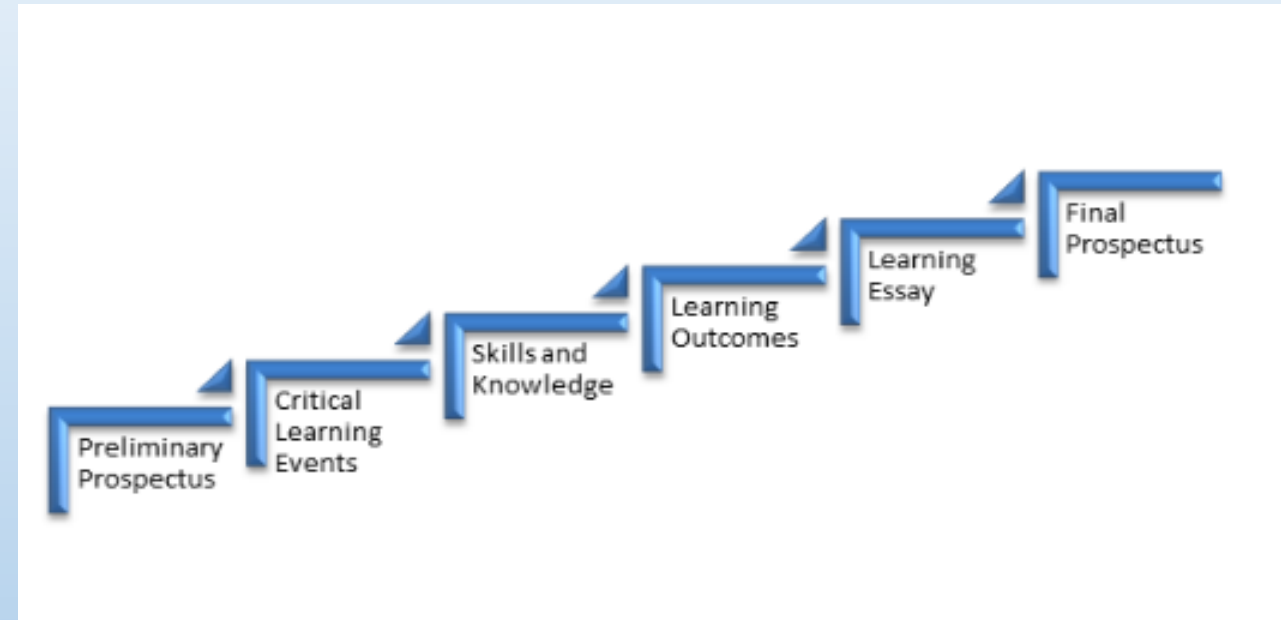 Preliminary
Prospectus
Critical
Learning
Events
Skills and
Knowledge
Learning
Outcomes
Learning
Essay
Final
Prospectus